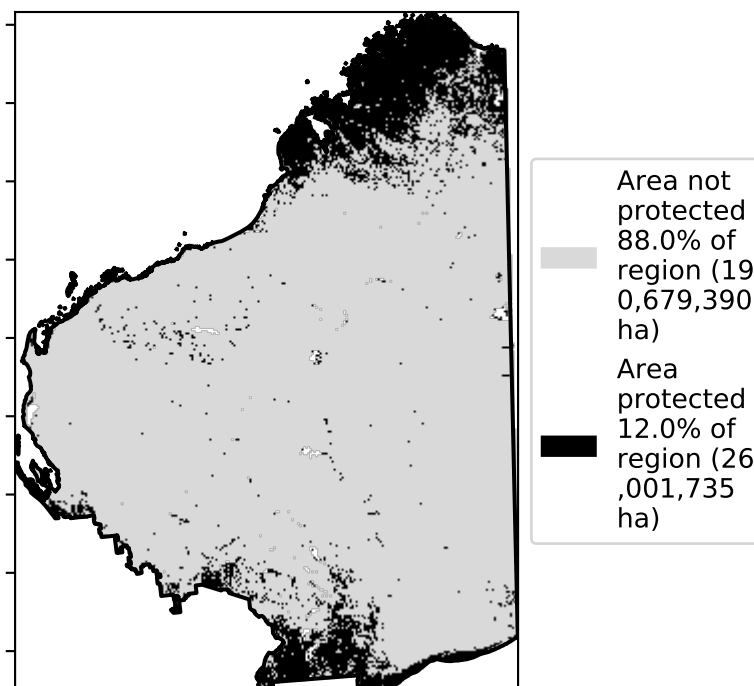 Area not
protected
88.0% of
region (19
0,679,390
ha)
Area
protected
12.0% of
region (26
,001,735
ha)